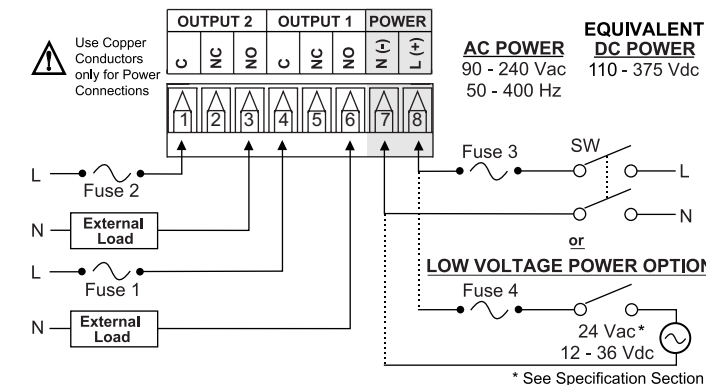 OUTPUT 2 OUTPUT 1 POWER
C NC NO C NC NO N (-) L (+)
1 2 3 4 5 6 7 8
Use Copper
Conductors
only for Power
Connections
AC POWER
90 - 240 Vac
50 - 400 Hz
EQUIVALENT
DC POWER
110 - 375 Vdc
L
Fuse 2
N
External
Load
L
Fuse 1
N
External
Load
Fuse 3
SW
L
N
or
LOW VOLTAGE POWER OPTION
Fuse 4
24 Vac*
12 - 36 Vdc
* See Specification Section